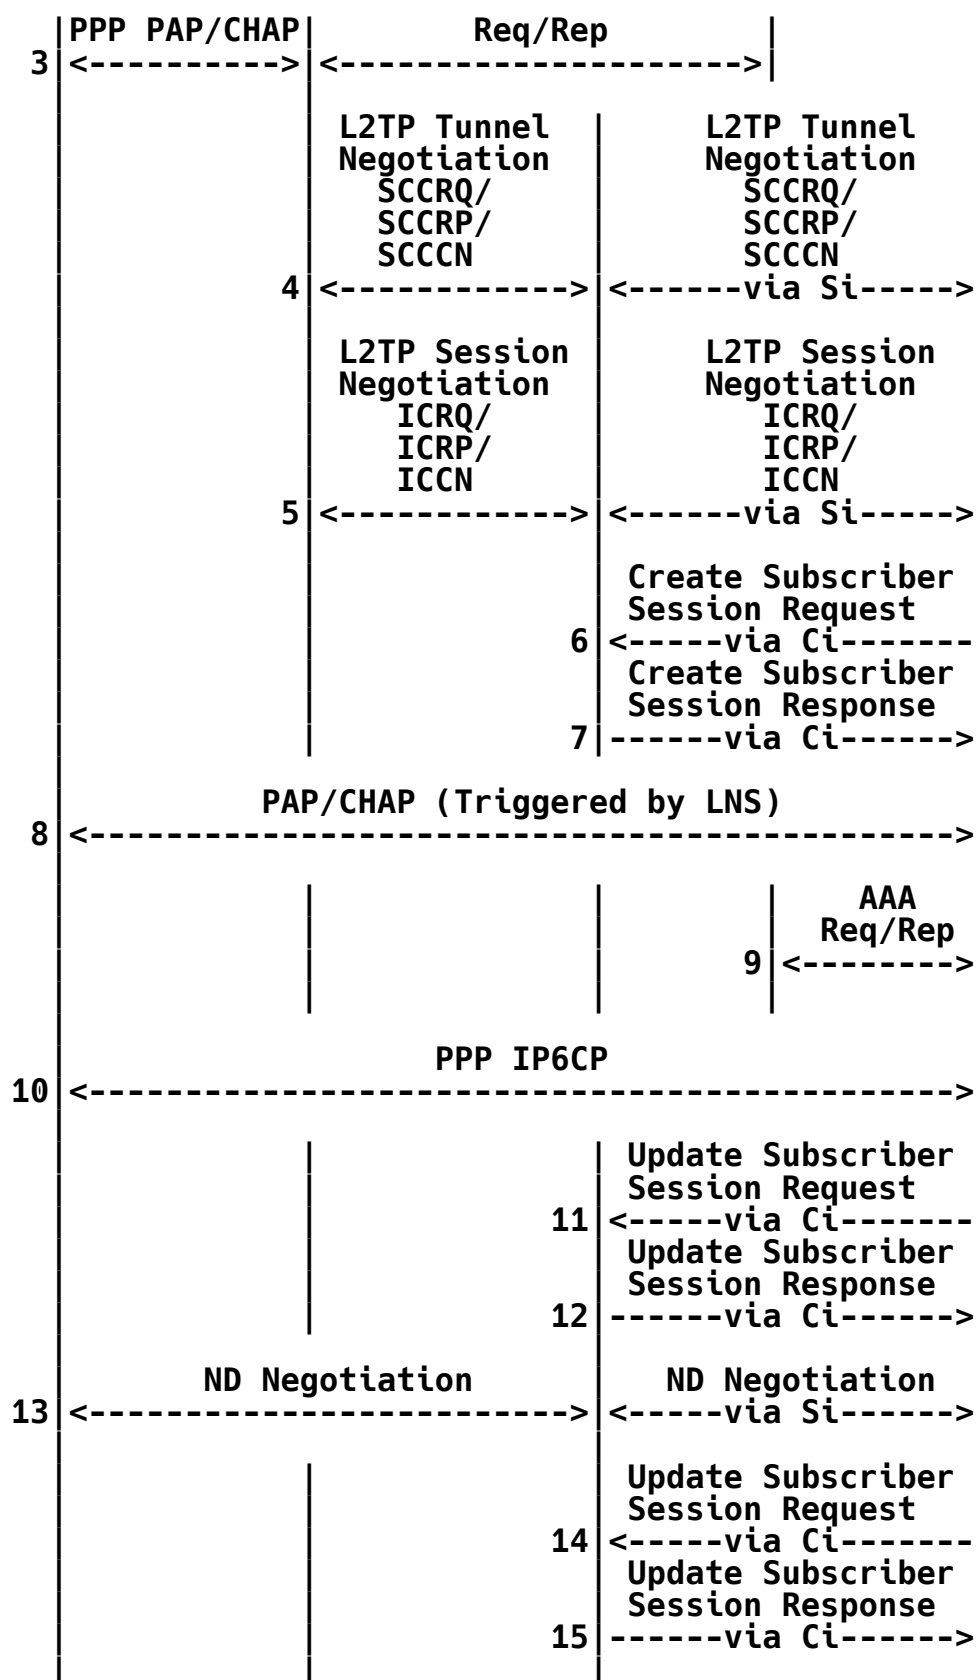 |PPP PAP/CHAP|        Req/Rep        |
 3|<---------->|<--------------------->|
  |            |
  |            | L2TP Tunnel  |     L2TP Tunnel
  |            | Negotiation  |     Negotiation
  |            |   SCCRQ/     |       SCCRQ/
  |            |   SCCRP/     |       SCCRP/
  |            |   SCCCN      |       SCCCN
  |           4|<------------>|<------via Si----->
  |            |              |
  |            | L2TP Session |     L2TP Session
  |            | Negotiation  |     Negotiation
  |            |    ICRQ/     |        ICRQ/
  |            |    ICRP/     |        ICRP/
  |            |    ICCN      |        ICCN
  |           5|<------------>|<------via Si----->
  |            |              |
  |            |              | Create Subscriber
  |            |              | Session Request
  |            |             6|<-----via Ci-------
  |            |              | Create Subscriber
  |            |              | Session Response
  |            |             7|------via Ci------>
  |
  |          PAP/CHAP (Triggered by LNS)
 8|<--------------------------------------------->
  |
  |            |              |        |    AAA
  |            |              |        |  Req/Rep
  |            |              |       9|<-------->
  |            |              |        |
  |
  |                   PPP IP6CP
10|<--------------------------------------------->
  |
  |            |              | Update Subscriber
  |            |              | Session Request
  |            |            11|<-----via Ci-------
  |            |              | Update Subscriber
  |            |              | Session Response
  |            |            12|------via Ci------>
  |                           |
  |       ND Negotiation      |   ND Negotiation
13|<------------------------->|<-----via Si------>
  |                           |
  |            |              | Update Subscriber
  |            |              | Session Request
  |            |            14|<-----via Ci-------
  |            |              | Update Subscriber
  |            |              | Session Response
  |            |            15|------via Ci------>
  |            |              |